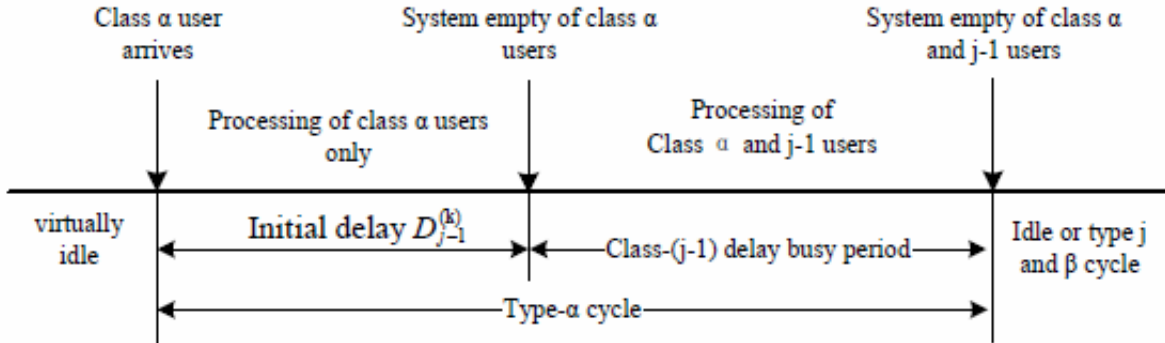 Class α user
arrives
System empty of class α
users
System empty of class α
and j-1 users
Processing of class α users
only
Processing of
Class α and j-1 users
virtually
idle
Initial delay D_{j-1}^{(k)}
Class-(j-1) delay busy period
Idle or type j
and β cycle
Type-α cycle